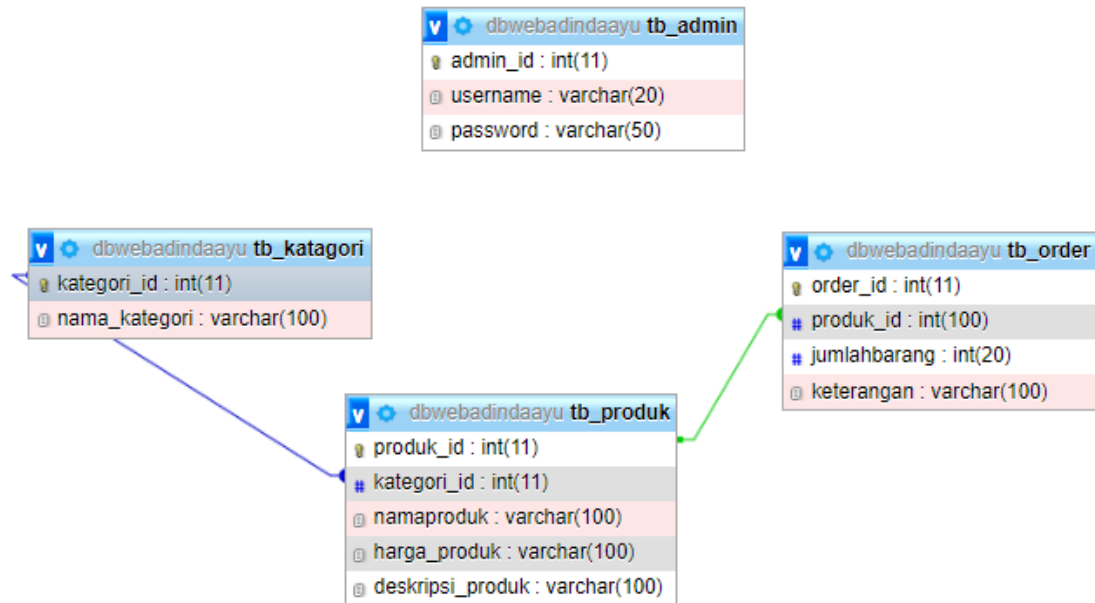 v dbwebadindaayu tb_admin
admin_id : int(11)
username : varchar(20)
password : varchar(50)
v dbwebadindaayu tb_katagori
kategori_id : int(11)
nama_kategori : varchar(100)
v dbwebadindaayu tb_order
order_id : int(11)
# produk_id : int(100)
# jumlahbarang : int(20)
keterangan : varchar(100)
v dbwebadindaayu tb_produk
produk_id : int(11)
# kategori_id : int(11)
namaproduk : varchar(100)
harga_produk : varchar(100)
deskripsi_produk : varchar(100)